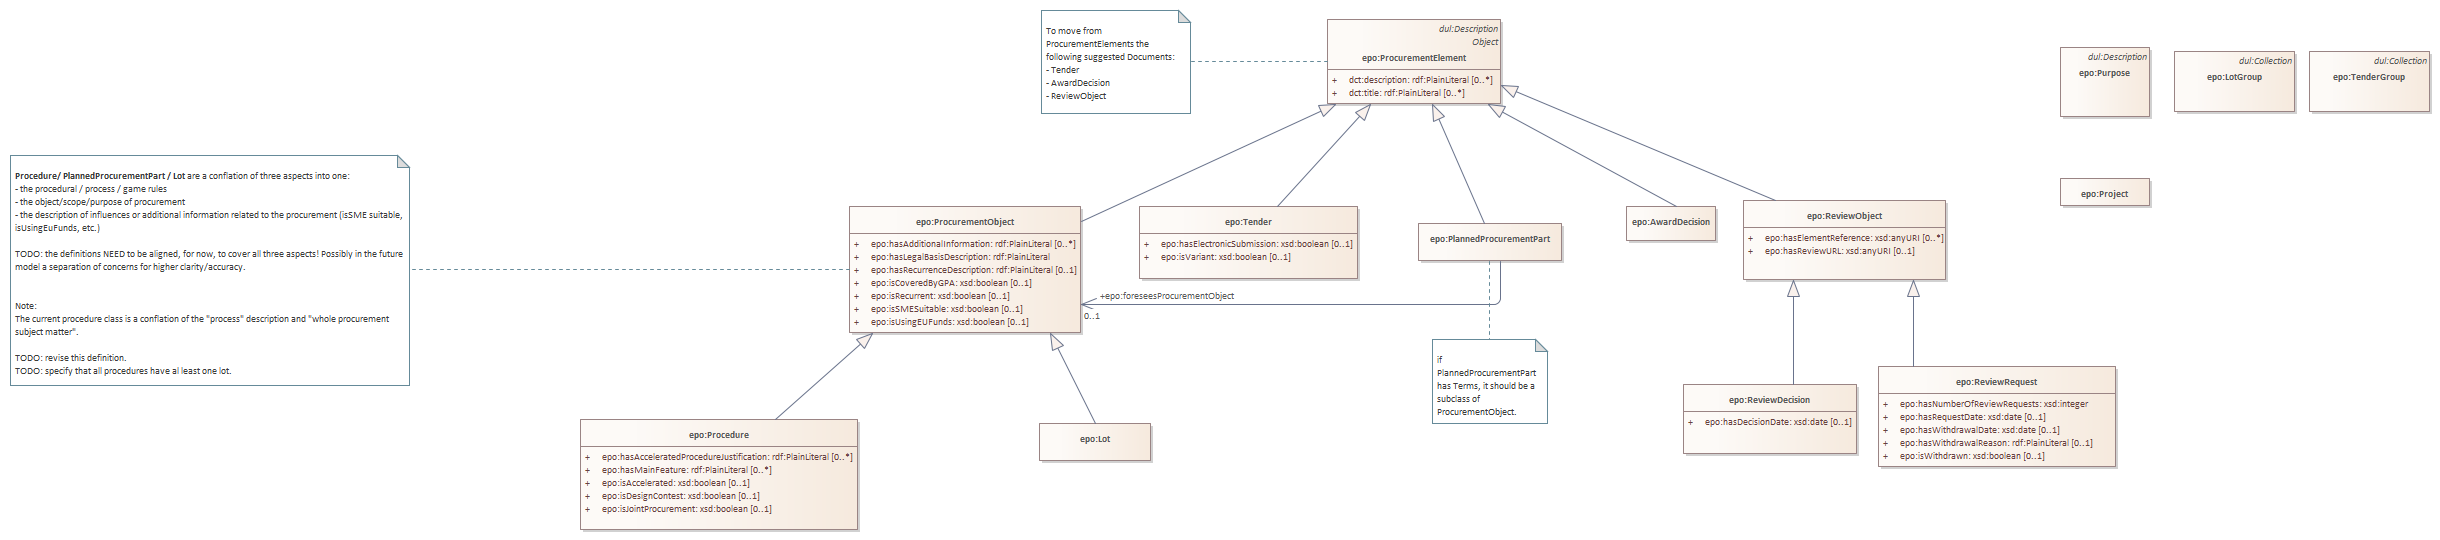 To move from
ProcurementElements the
following suggested Documents:
- Tender
- AwardDecision
- ReviewObject
dul:Description
Object
epo:ProcurementElement
+ dct:description: rdf:PlainLiteral [0..*]
+ dct:title: rdf:PlainLiteral [0..*]
dul:Description
epo:Purpose
dul:Collection
epo:LotGroup
dul:Collection
epo:TenderGroup
epo:Project
Procedure/ PlannedProcurementPart / Lot are a conflation of three aspects into one:
- the procedural / process / game rules
- the object/scope/purpose of procurement
- the description of influences or additional information related to the procurement (isSME suitable,
isUsingEuFunds, etc.)
TODO: the definitions NEED to be aligned, for now, to cover all three aspects! Possibly in the future
model a separation of concerns for higher clarity/accuracy.
Note:
The current procedure class is a conflation of the "process" description and "whole procurement
subject matter".
TODO: revise this definition.
TODO: specify that all procedures have al least one lot.
epo:ProcurementObject
+ epo:hasAdditionalInformation: rdf:PlainLiteral [0..*]
+ epo:hasLegalBasisDescription: rdf:PlainLiteral
+ epo:hasRecurrenceDescription: rdf:PlainLiteral [0..1]
+ epo:isCoveredByGPA: xsd:boolean [0..1]
+ epo:isRecurrent: xsd:boolean [0..1]
+ epo:isSMESuitable: xsd:boolean [0..1]
+ epo:isUsingEUFunds: xsd:boolean [0..1]
epo:Tender
+ epo:hasElectronicSubmission: xsd:boolean [0..1]
+ epo:isVariant: xsd:boolean [0..1]
epo:PlannedProcurementPart
epo:AwardDecision
epo:ReviewObject
+ epo:hasElementReference: xsd:anyURI [0..*]
+ epo:hasReviewURL: xsd:anyURI [0..1]
+epo:foreseesProcurementObject
0..1
if
PlannedProcurementPart
has Terms, it should be a
subclass of
ProcurementObject.
epo:Procedure
+ epo:hasAcceleratedProcedureJustification: rdf:PlainLiteral [0..*]
+ epo:hasMainFeature: rdf:PlainLiteral [0..*]
+ epo:isAccelerated: xsd:boolean [0..1]
+ epo:isDesignContest: xsd:boolean [0..1]
+ epo:isJointProcurement: xsd:boolean [0..1]
epo:Lot
epo:ReviewDecision
+ epo:hasDecisionDate: xsd:date [0..1]
epo:ReviewRequest
+ epo:hasNumberOfReviewRequests: xsd:integer
+ epo:hasRequestDate: xsd:date [0..1]
+ epo:hasWithdrawalDate: xsd:date [0..1]
+ epo:hasWithdrawalReason: rdf:PlainLiteral [0..1]
+ epo:isWithdrawn: xsd:boolean [0..1]